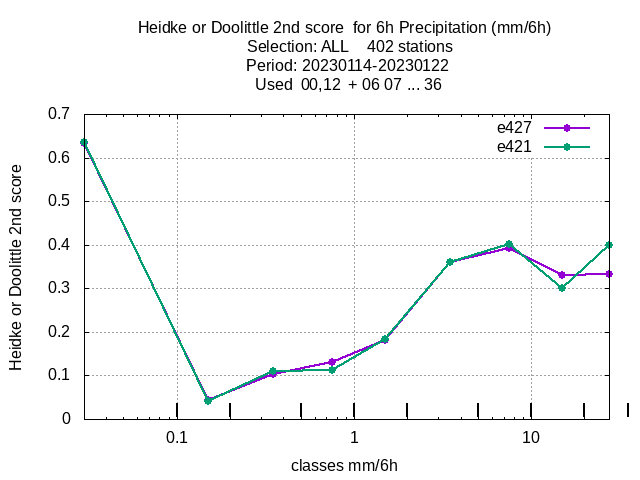 Heidke or Doolittle 2nd score  for 6h Precipitation (mm/6h)
Selection: ALL    402 stations
Period: 20230114-20230122
Used  00,12  + 06 07 ... 36
0.7
0.6
0.5
0.4
0.3
0.2
0.1
0
Heidke or Doolittle 2nd score
e427
e421
0.1
1
10
classes mm/6h